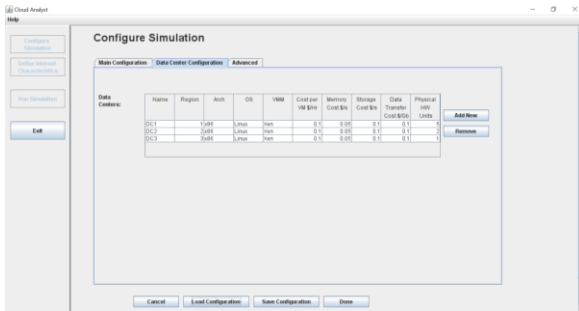 Cloud Analyst
Help
Configure Simulation
Define Internet Characteristics
Run Simulation
Exit
Configure Simulation
Main Configuration Data Center Configuration Advanced
Data Centers:
Name Region Arch OS VMM Cost per VM $/Hr Memory Cost $/s Storage Cost $/s Data Transfer Cost $/Gb Physical HW Units
DC1 1 x86 Linux Xen 0.1 0.05 0.1 0.1 5
DC2 2 x86 Linux Xen 0.1 0.05 0.1 0.1 2
DC3 3 x86 Linux Xen 0.1 0.05 0.1 0.1 1
Add New
Remove
Cancel Load Configuration Save Configuration Done